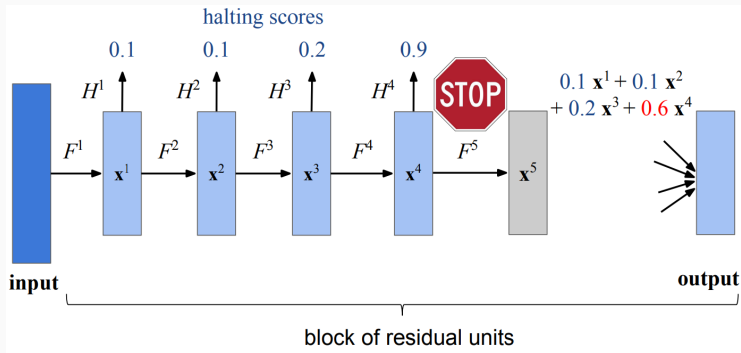 halting scores
0.1 0.1 0.2 0.9
H¹ H² H³ H⁴
STOP
0.1 x¹ + 0.1 x²
+ 0.2 x³ + 0.6 x⁴
F¹ F² F³ F⁴ F⁵
x¹ x² x³ x⁴ x⁵
input
output
block of residual units